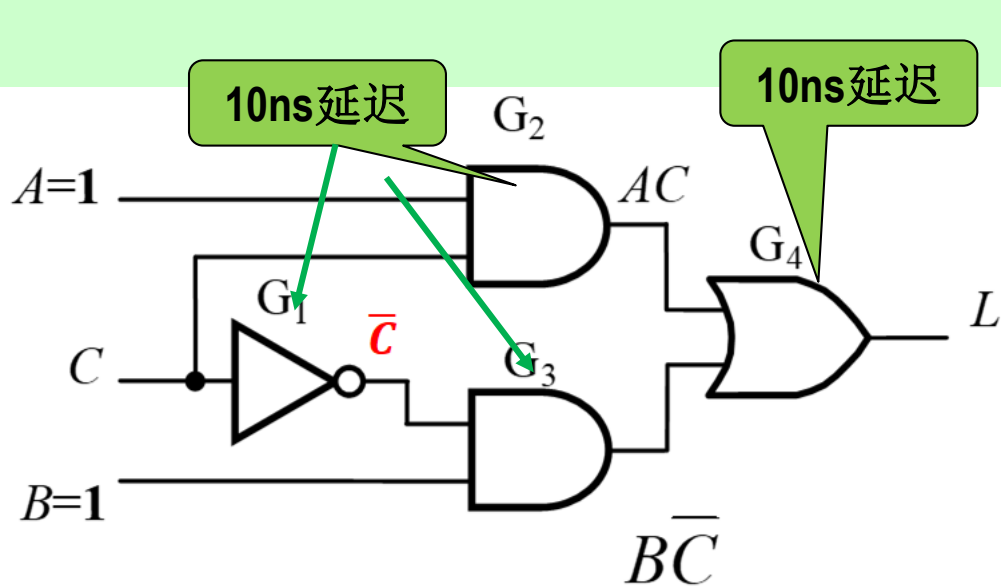 10ns延迟
10ns延迟
G₂
A=1
AC
G₄
G₁
L
C̅
C
G₃
B=1
BC̅